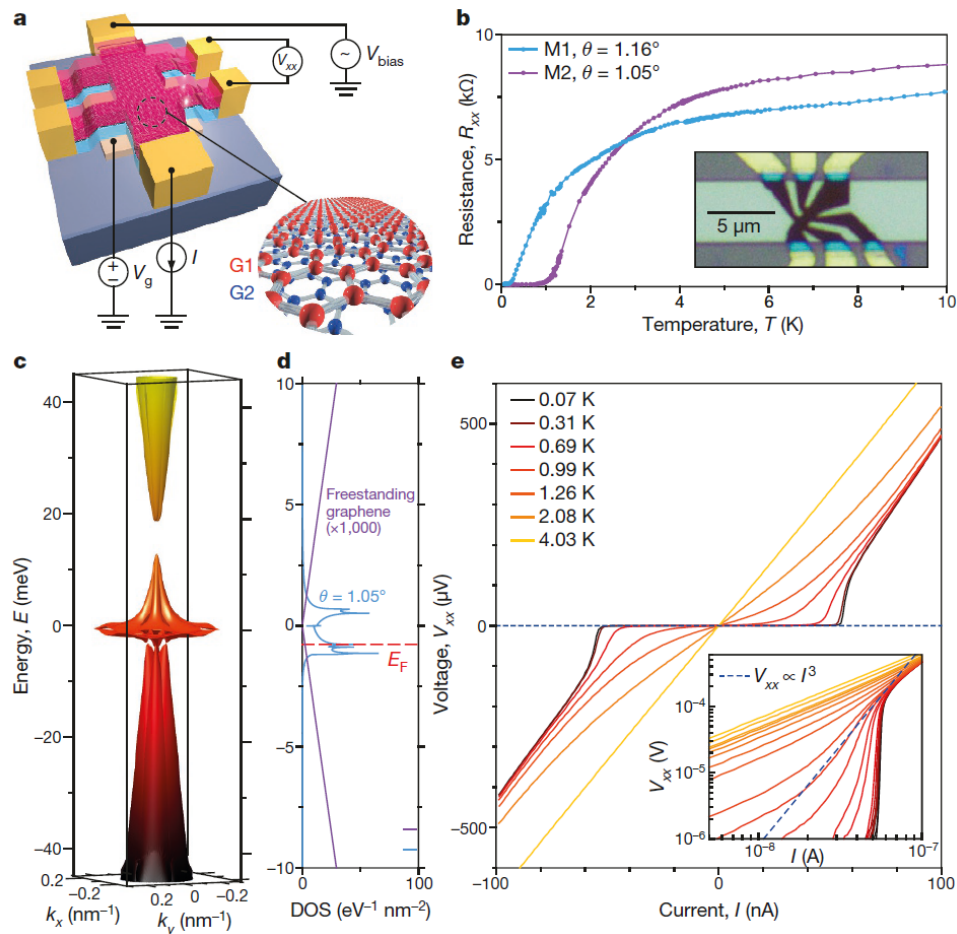 a
V_xx
~
V_bias
+
−
V_g
I
G1
G2
b
M1, θ = 1.16°
M2, θ = 1.05°
Resistance, R_xx (kΩ)
10
5
0
5 μm
0
2
4
6
8
10
Temperature, T (K)
c
Energy, E (meV)
40
20
0
−20
−40
0.2
−0.2
0
−0.2
0.2
k_x (nm⁻¹)
k_y (nm⁻¹)
d
10
5
0
−5
−10
Freestanding
graphene
(×1,000)
θ = 1.05°
E_F
0
100
DOS (eV⁻¹ nm⁻²)
e
0.07 K
0.31 K
0.69 K
0.99 K
1.26 K
2.08 K
4.03 K
Voltage, V_xx (μV)
500
0
−500
−100
0
100
Current, I (nA)
V_xx ∝ I³
V_xx (V)
10⁻⁴
10⁻⁵
10⁻⁶
10⁻⁸
10⁻⁷
I (A)